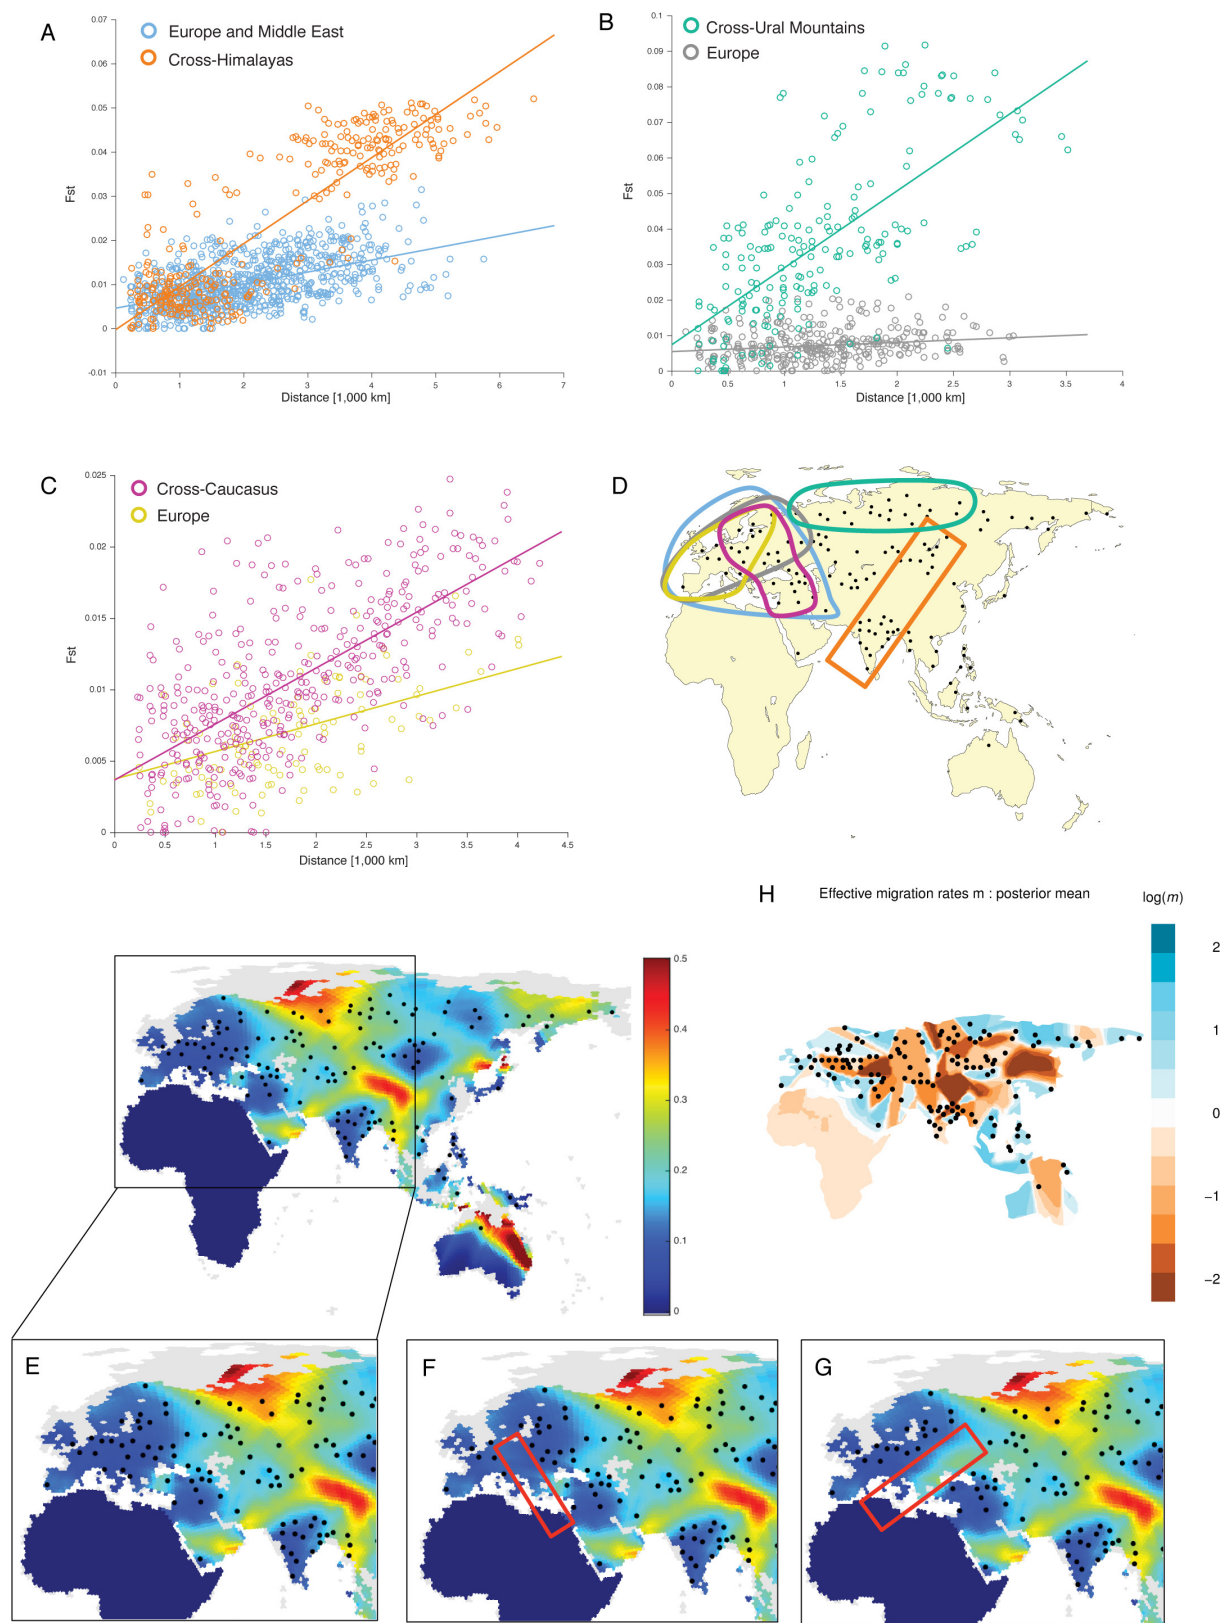 A
Europe and Middle East
Cross-Himalayas
0.07
0.06
0.05
0.04
0.03
0.02
0.01
0
-0.01
Fst
0 1 2 3 4 5 6 7
Distance [1,000 km]
B
Cross-Ural Mountains
Europe
0.1
0.09
0.08
0.07
0.06
0.05
0.04
0.03
0.02
0.01
0
Fst
0 0.5 1 1.5 2 2.5 3 3.5 4
Distance [1,000 km]
C
Cross-Caucasus
Europe
0.025
0.02
0.015
0.01
0.005
0
Fst
0 0.5 1 1.5 2 2.5 3 3.5 4 4.5
Distance [1,000 km]
D
H
Effective migration rates m : posterior mean
log(m)
2
1
0
−1
−2
0.5
0.4
0.3
0.2
0.1
0
E
F
G